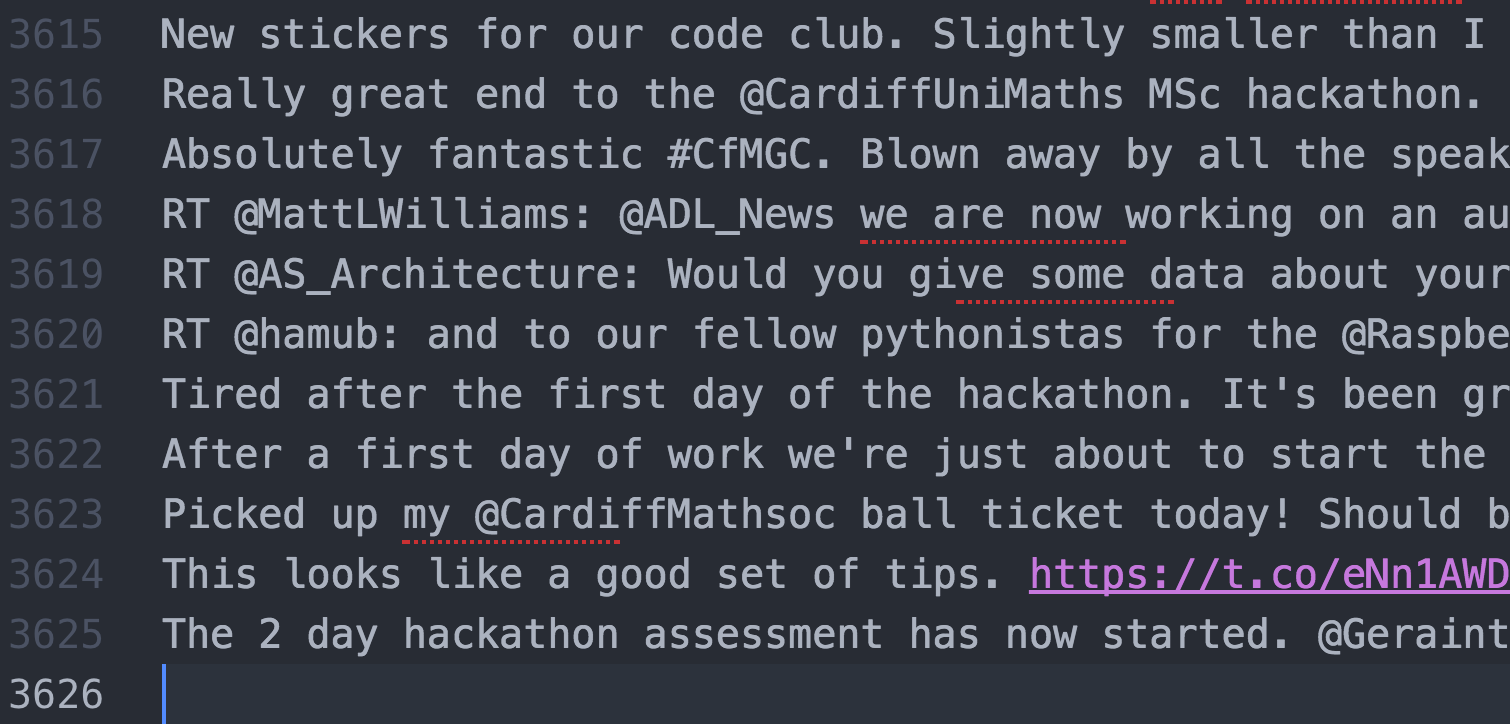 3615 New stickers for our code club. Slightly smaller than I
3616 Really great end to the @CardiffUniMaths MSc hackathon.
3617 Absolutely fantastic #CfMGC. Blown away by all the speak
3618 RT @MattLWilliams: @ADL_News we are now working on an au
3619 RT @AS_Architecture: Would you give some data about your
3620 RT @hamub: and to our fellow pythonistas for the @Raspbe
3621 Tired after the first day of the hackathon. It's been gr
3622 After a first day of work we're just about to start the
3623 Picked up my @CardiffMathsoc ball ticket today! Should b
3624 This looks like a good set of tips. https://t.co/eNn1AWD
3625 The 2 day hackathon assessment has now started. @Geraint
3626